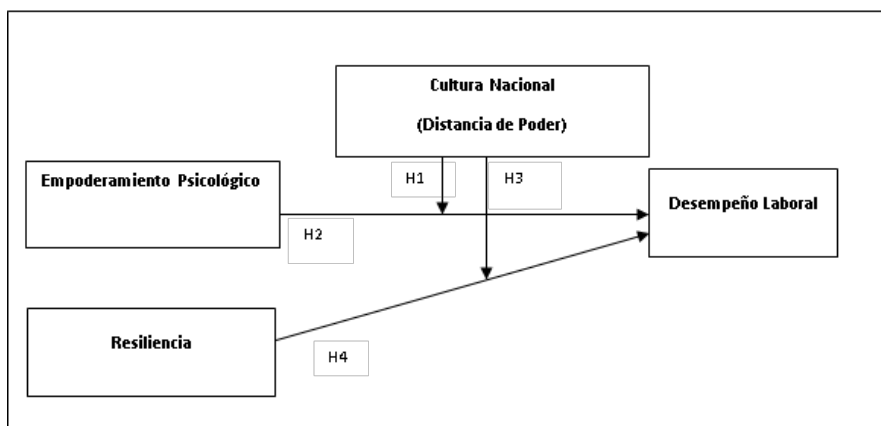 Cultura Nacional
(Distancia de Poder)
Empoderamiento Psicológico
H1
H3
Desempeño Laboral
H2
Resiliencia
H4